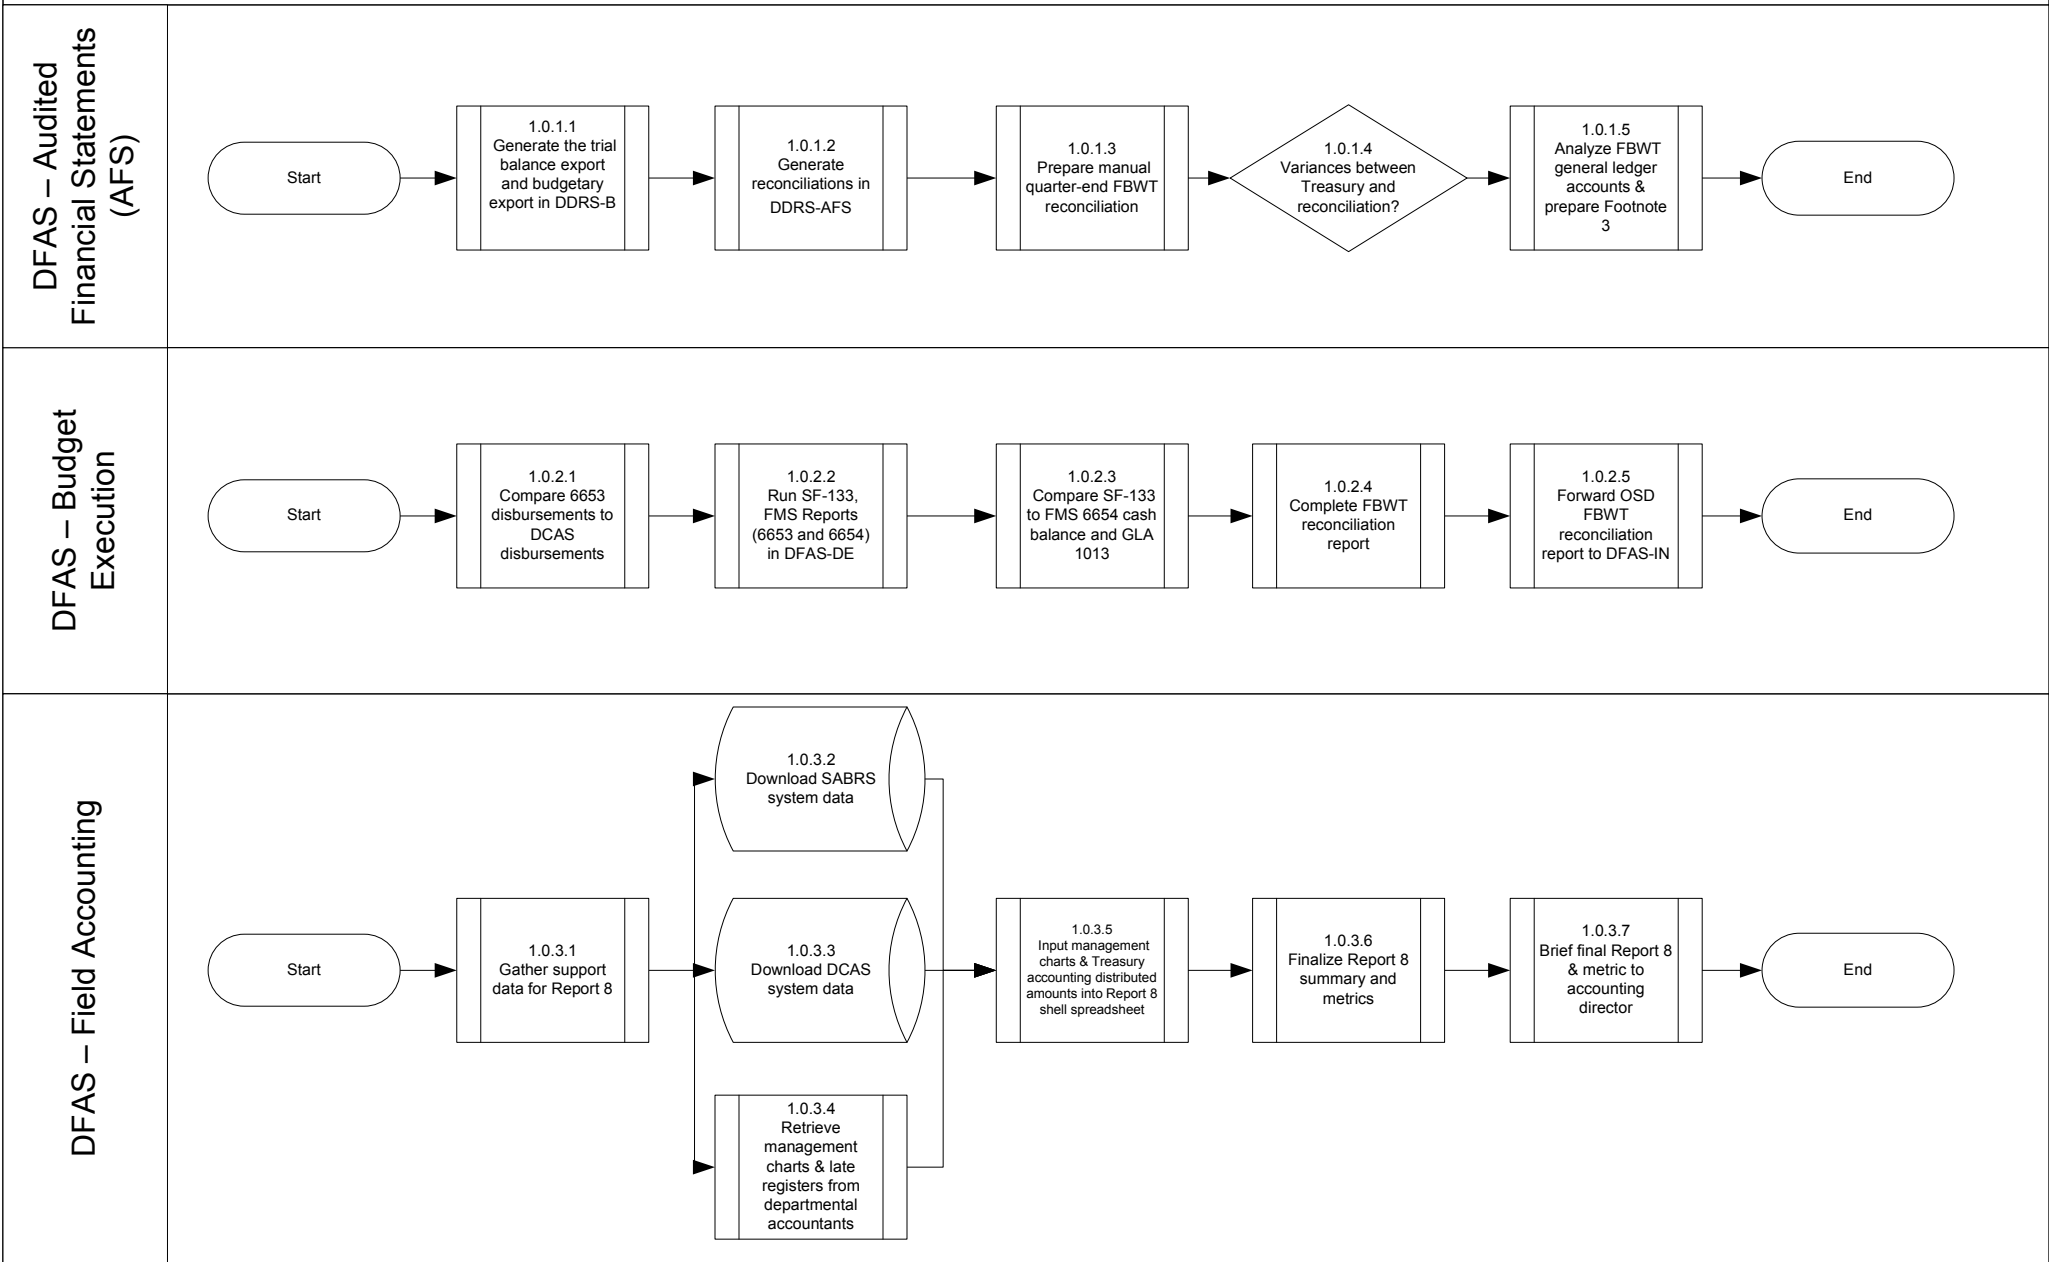 DFAS – Audited
Financial Statements
(AFS)
Start
1.0.1.1
Generate the trial
balance export
and budgetary
export in DDRS-B
1.0.1.2
Generate
reconciliations in
DDRS-AFS
1.0.1.3
Prepare manual
quarter-end FBWT
reconciliation
1.0.1.4
Variances between
Treasury and
reconciliation?
1.0.1.5
Analyze FBWT
general ledger
accounts &
prepare Footnote
3
End
DFAS – Budget
Execution
Start
1.0.2.1
Compare 6653
disbursements to
DCAS
disbursements
1.0.2.2
Run SF-133,
FMS Reports
(6653 and 6654)
in DFAS-DE
1.0.2.3
Compare SF-133
to FMS 6654 cash
balance and GLA
1013
1.0.2.4
Complete FBWT
reconciliation
report
1.0.2.5
Forward OSD
FBWT
reconciliation
report to DFAS-IN
End
DFAS – Field Accounting
Start
1.0.3.1
Gather support
data for Report 8
1.0.3.2
Download SABRS
system data
1.0.3.3
Download DCAS
system data
1.0.3.4
Retrieve
management
charts & late
registers from
departmental
accountants
1.0.3.5
Input management
charts & Treasury
accounting distributed
amounts into Report 8
shell spreadsheet
1.0.3.6
Finalize Report 8
summary and
metrics
1.0.3.7
Brief final Report 8
& metric to
accounting
director
End